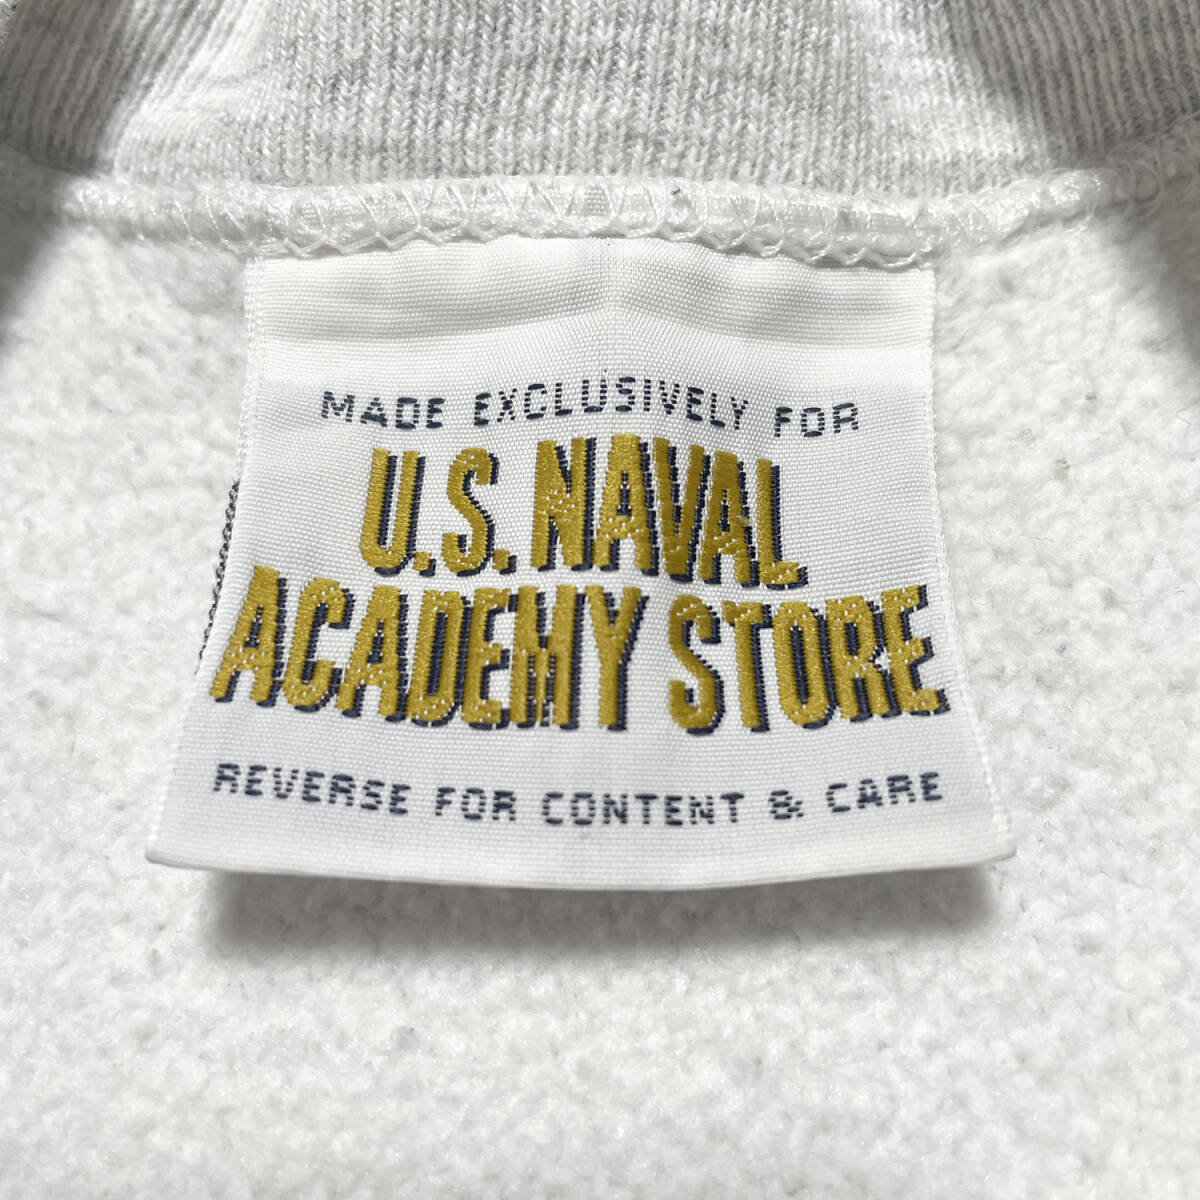 MADE EXCLUSIVELY FOR
U.S. NAVAL
ACADEMY STORE
REVERSE FOR CONTENT & CARE